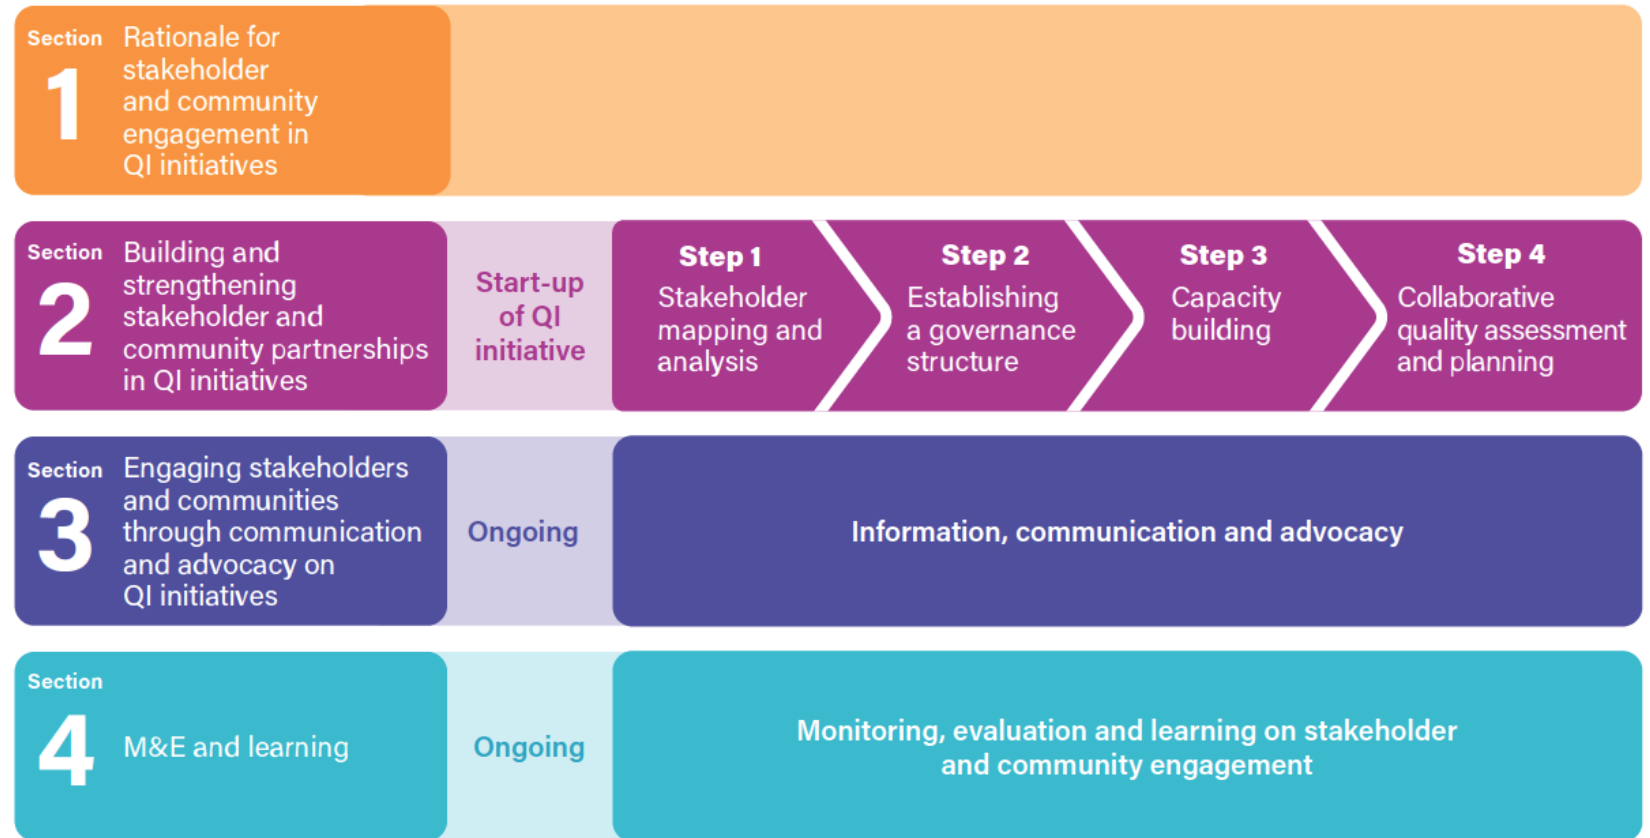 Section
1
Rationale for
stakeholder
and community
engagement in
QI initiatives
Section
2
Building and
strengthening
stakeholder and
community partnerships
in QI initiatives
Start-up
of QI
initiative
Step 1
Stakeholder
mapping and
analysis
Step 2
Establishing
a governance
structure
Step 3
Capacity
building
Step 4
Collaborative
quality assessment
and planning
Section
3
Engaging stakeholders
and communities
through communication
and advocacy on
QI initiatives
Ongoing
Information, communication and advocacy
Section
4
M&E and learning
Ongoing
Monitoring, evaluation and learning on stakeholder
and community engagement